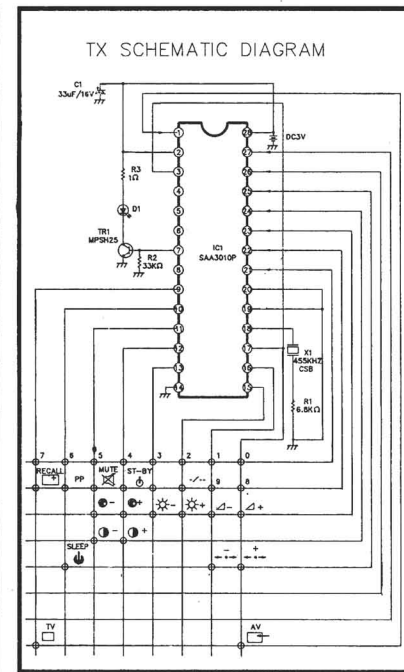 TX SCHEMATIC DIAGRAM
C1
33uF/16V
DC3V
R3
1Ω
D1
TR1
MPSH25
R2
33KΩ
IC1
SAA3010P
1
2
3
4
5
6
7
8
9
10
11
12
13
14
28
27
26
25
24
23
22
21
20
19
18
17
16
15
X1
455KHZ
CSB
R1
6.8KΩ
7 6 5 4 3 2 1 0
RECALL PP MUTE ST-BY -/-- 9 8
- + - + - +
- +
SLEEP - +
TV AV